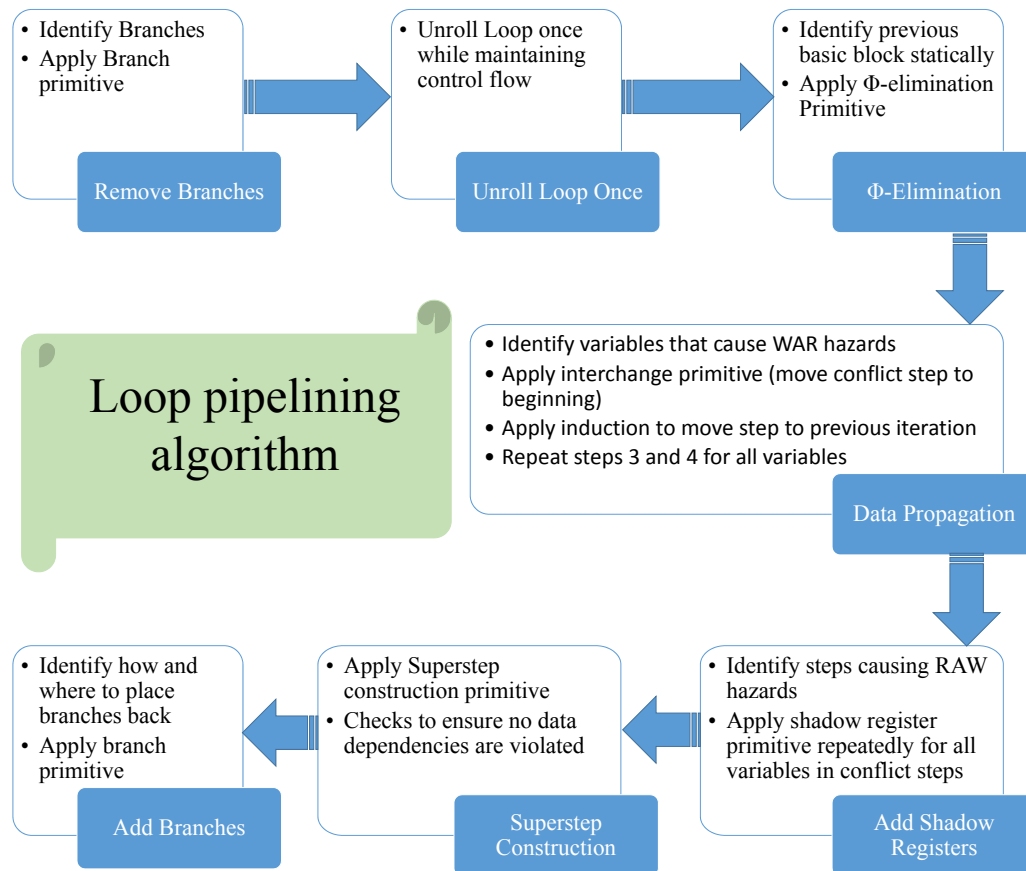 • Identify Branches
• Apply Branch
primitive
Remove Branches
• Unroll Loop once
while maintaining
control flow
Unroll Loop Once
• Identify previous
basic block statically
• Apply Φ-elimination
Primitive
Φ-Elimination
Loop pipelining
algorithm
• Identify variables that cause WAR hazards
• Apply interchange primitive (move conflict step to
beginning)
• Apply induction to move step to previous iteration
• Repeat steps 3 and 4 for all variables
Data Propagation
• Identify steps causing RAW
hazards
• Apply shadow register
primitive repeatedly for all
variables in conflict steps
Add Shadow
Registers
• Apply Superstep
construction primitive
• Checks to ensure no data
dependencies are violated
Superstep
Construction
• Identify how and
where to place
branches back
• Apply branch
primitive
Add Branches